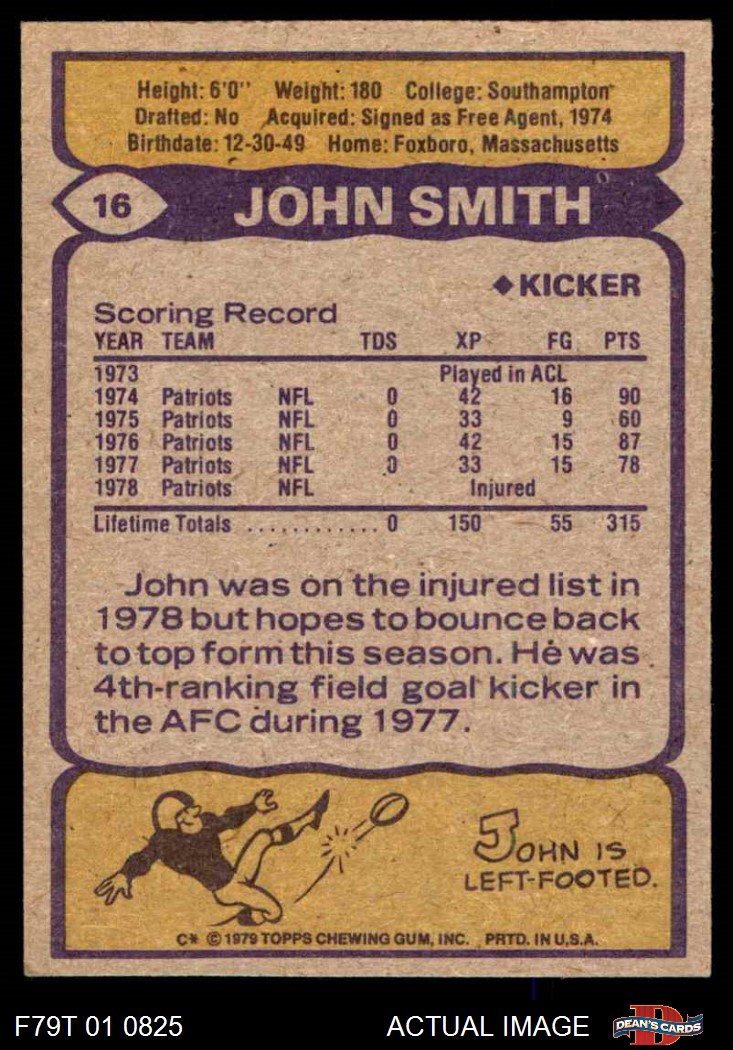 Height: 6'0" Weight: 180 College: Southampton
Drafted: No Acquired: Signed as Free Agent, 1974
Birthdate: 12-30-49 Home: Foxboro, Massachusetts
16 JOHN SMITH
◆KICKER
Scoring Record
YEAR TEAM TDS XP FG PTS
1973 Played in ACL
1974 Patriots NFL 0 42 16 90
1975 Patriots NFL 0 33 9 60
1976 Patriots NFL 0 42 15 87
1977 Patriots NFL 0 33 15 78
1978 Patriots NFL Injured
Lifetime Totals ............ 0 150 55 315
John was on the injured list in
1978 but hopes to bounce back
to top form this season. He was
4th-ranking field goal kicker in
the AFC during 1977.
JOHN IS
LEFT-FOOTED.
C* © 1979 TOPPS CHEWING GUM, INC. PRTD. IN U.S.A.
F79T 01 0825 ACTUAL IMAGE D DEAN'S CARDS